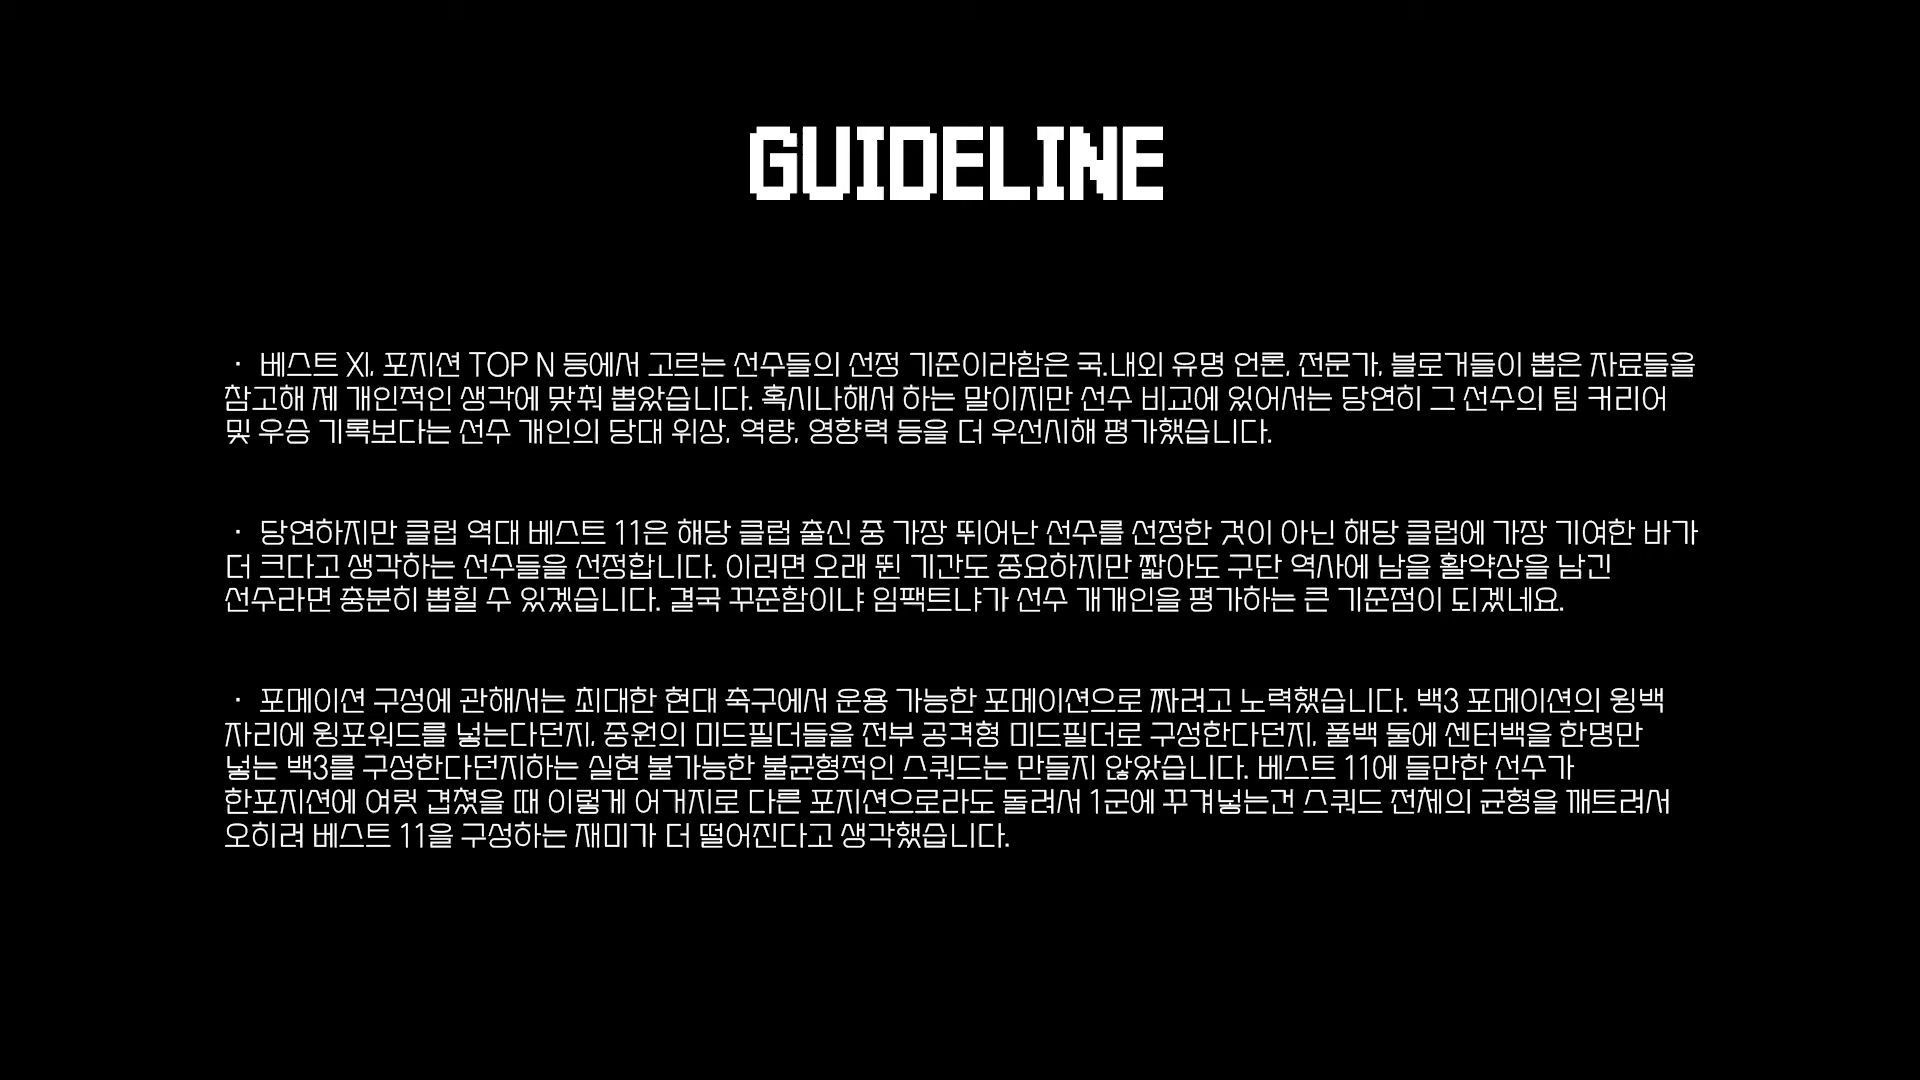 GUIDELINE
· 베스트 XI, 포지션 TOP N 등에서 고르는 선수들의 선정 기준이라함은 국.내외 유명 언론, 전문가, 블로거들이 뽑은 자료들을
참고해 제 개인적인 생각에 맞춰 뽑았습니다. 혹시나해서 하는 말이지만 선수 비교에 있어서는 당연히 그 선수의 팀 커리어
및 우승 기록보다는 선수 개인의 당대 위상, 역량, 영향력 등을 더 우선시해 평가했습니다.
· 당연하지만 클럽 역대 베스트 11은 해당 클럽 출신 중 가장 뛰어난 선수를 선정한 것이 아닌 해당 클럽에 가장 기여한 바가
더 크다고 생각하는 선수들을 선정합니다. 이러면 오래 뛴 기간도 중요하지만 짧아도 구단 역사에 남을 활약상을 남긴
선수라면 충분히 뽑힐 수 있겠습니다. 결국 꾸준함이냐 임팩트냐가 선수 개개인을 평가하는 큰 기준점이 되겠네요.
· 포메이션 구성에 관해서는 최대한 현대 축구에서 운용 가능한 포메이션으로 짜려고 노력했습니다. 백3 포메이션의 윙백
자리에 윙포워드를 넣는다던지, 중원의 미드필더들을 전부 공격형 미드필더로 구성한다던지, 풀백 둘에 센터백을 한명만
넣는 백3를 구성한다던지하는 실현 불가능한 불균형적인 스쿼드는 만들지 않았습니다. 베스트 11에 들만한 선수가
한포지션에 여럿 겹쳤을 때 이렇게 어거지로 다른 포지션으로라도 돌려서 1군에 꾸겨넣는건 스쿼드 전체의 균형을 깨트려서
오히려 베스트 11을 구성하는 재미가 더 떨어진다고 생각했습니다.